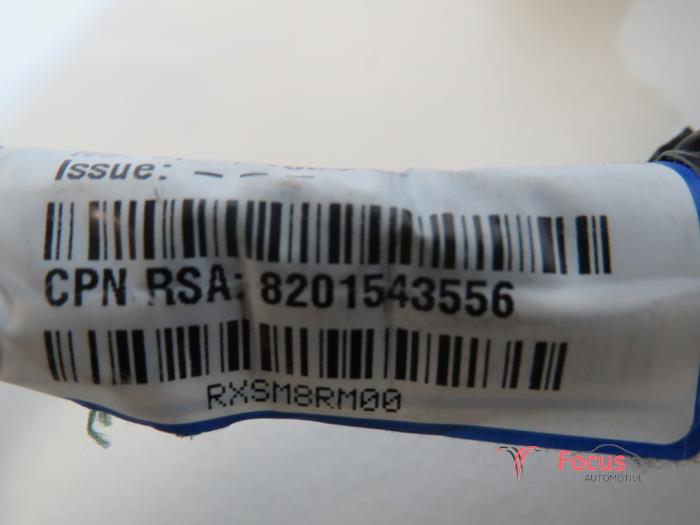 Issue: - - -
CPN RSA: 8201543556
RXSM8RM00
Focus
AUTOMOTIVE